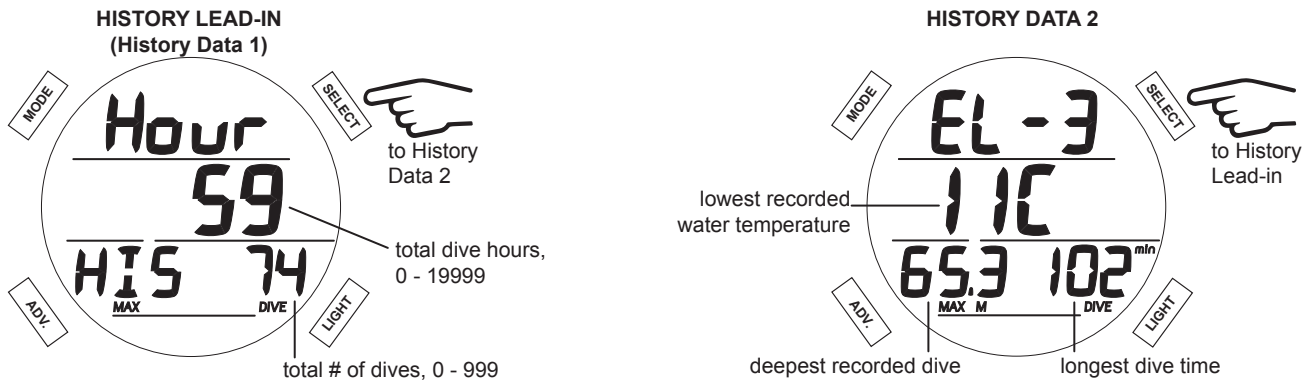 HISTORY LEAD-IN
(History Data 1)
MODE
SELECT
Hour
to History
Data 2
59
total dive hours,
0 - 19999
HIS 74
MAX DIVE
ADV.
LIGHT
total # of dives, 0 - 999
HISTORY DATA 2
MODE
SELECT
EL-3
to History
Lead-in
11C
lowest recorded
water temperature
65.3 102 min
MAX M DIVE
ADV.
LIGHT
deepest recorded dive
longest dive time